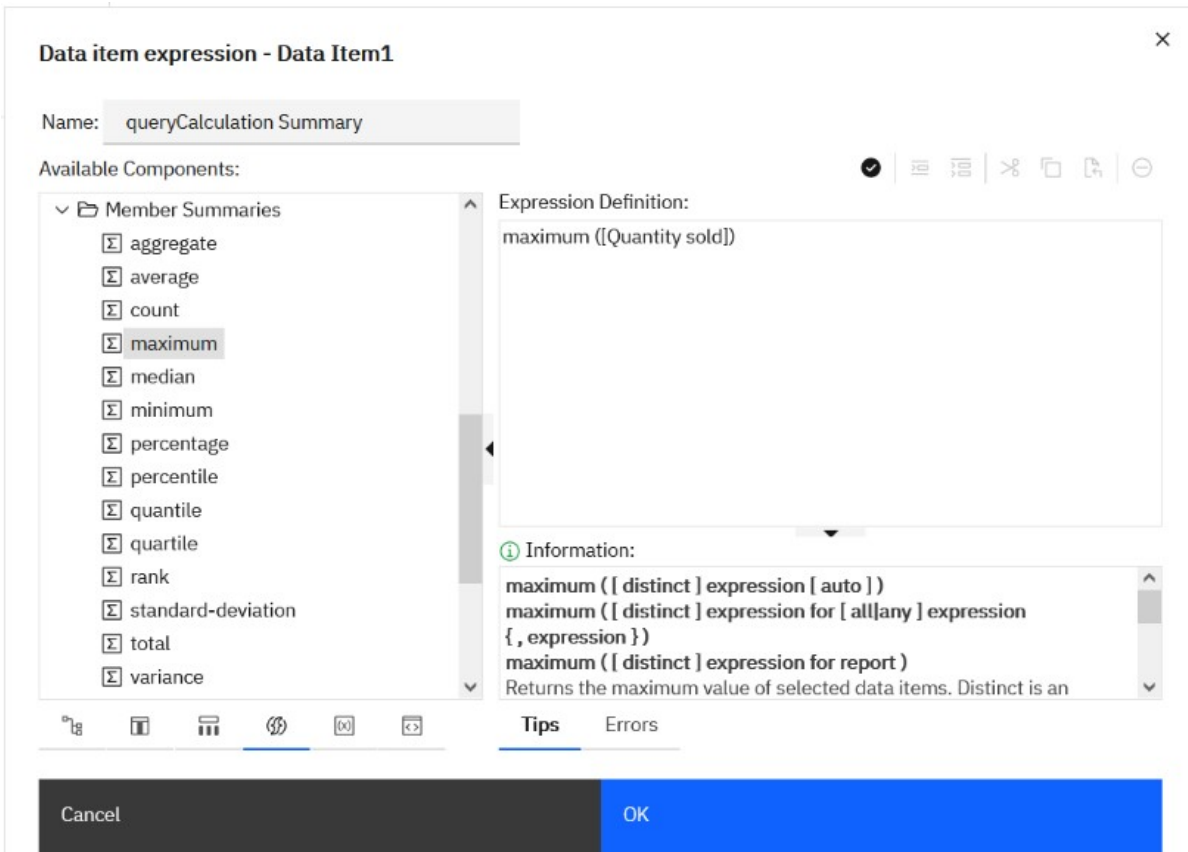 Data item expression - Data Item1
Name: queryCalculation Summary
Available Components:
Member Summaries
aggregate
average
count
maximum
median
minimum
percentage
percentile
quantile
quartile
rank
standard-deviation
total
variance
Expression Definition:
maximum ([Quantity sold])
Information:
maximum ( [ distinct ] expression [ auto ] )
maximum ( [ distinct ] expression for [ all|any ] expression
{ , expression } )
maximum ( [ distinct ] expression for report )
Returns the maximum value of selected data items. Distinct is an
Tips Errors
Cancel OK